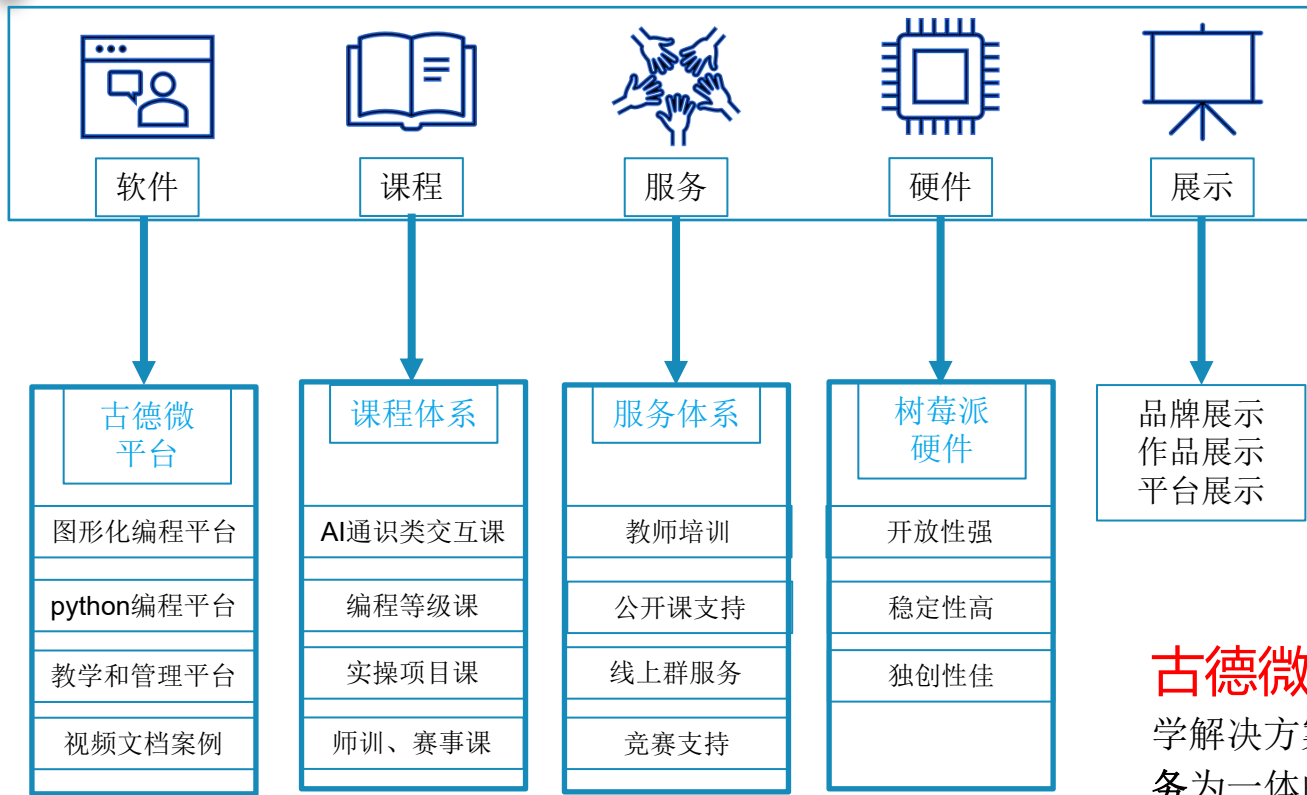 软件
课程
服务
硬件
展示
古德微
平台
图形化编程平台
python编程平台
教学和管理平台
视频文档案例
课程体系
AI通识类交互课
编程等级课
实操项目课
师训、赛事课
服务体系
教师培训
公开课支持
线上群服务
竞赛支持
树莓派
硬件
开放性强
稳定性高
独创性佳
品牌展示
作品展示
平台展示
古德微
学解决方
务为一体